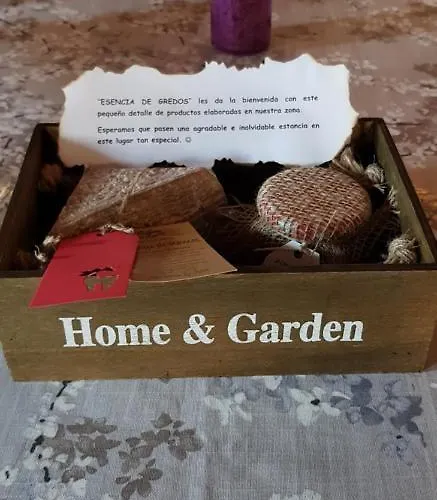 "ESENCIA DE GREDOS" les da la bienvenida con este
pequeño detalle de productos elaborados en nuestra zona.
Esperamos que pasen una agradable e inolvidable estancia en
este lugar tan especial. ☺
Home & Garden